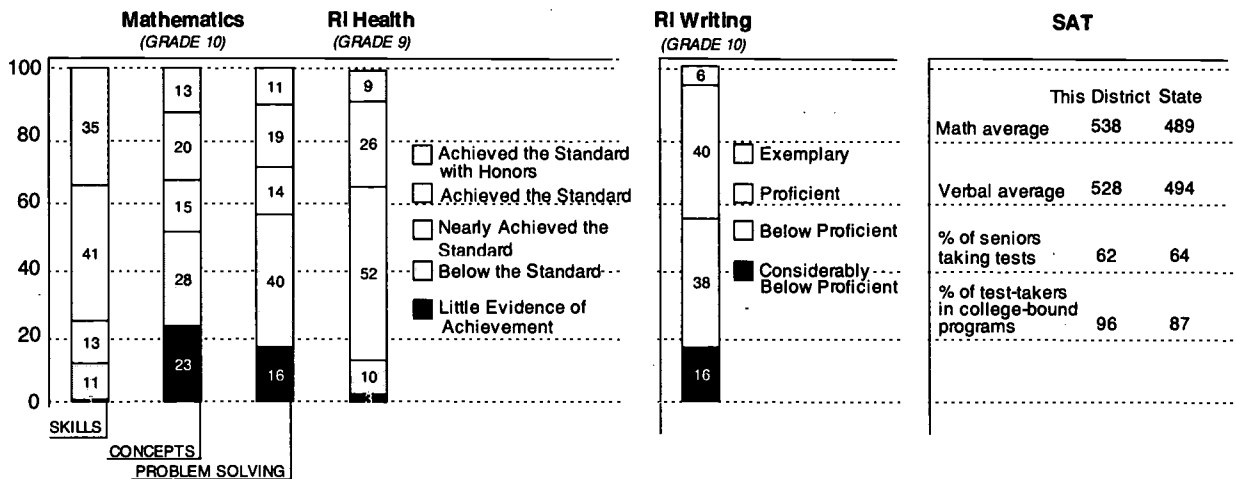 Mathematics
(GRADE 10)
RI Health
(GRADE 9)
RI Writing
(GRADE 10)
SAT
100
80
60
40
20
0
35
41
13
11
SKILLS
13
20
15
28
23
CONCEPTS
11
19
14
40
16
PROBLEM SOLVING
9
26
52
10
3
Achieved the Standard
with Honors
Achieved the Standard
Nearly Achieved the
Standard
Below the Standard
Little Evidence of
Achievement
6
40
38
16
Exemplary
Proficient
Below Proficient
Considerably
Below Proficient
This District State
Math average 538 489
Verbal average 528 494
% of seniors
taking tests 62 64
% of test-takers
in college-bound
programs 96 87